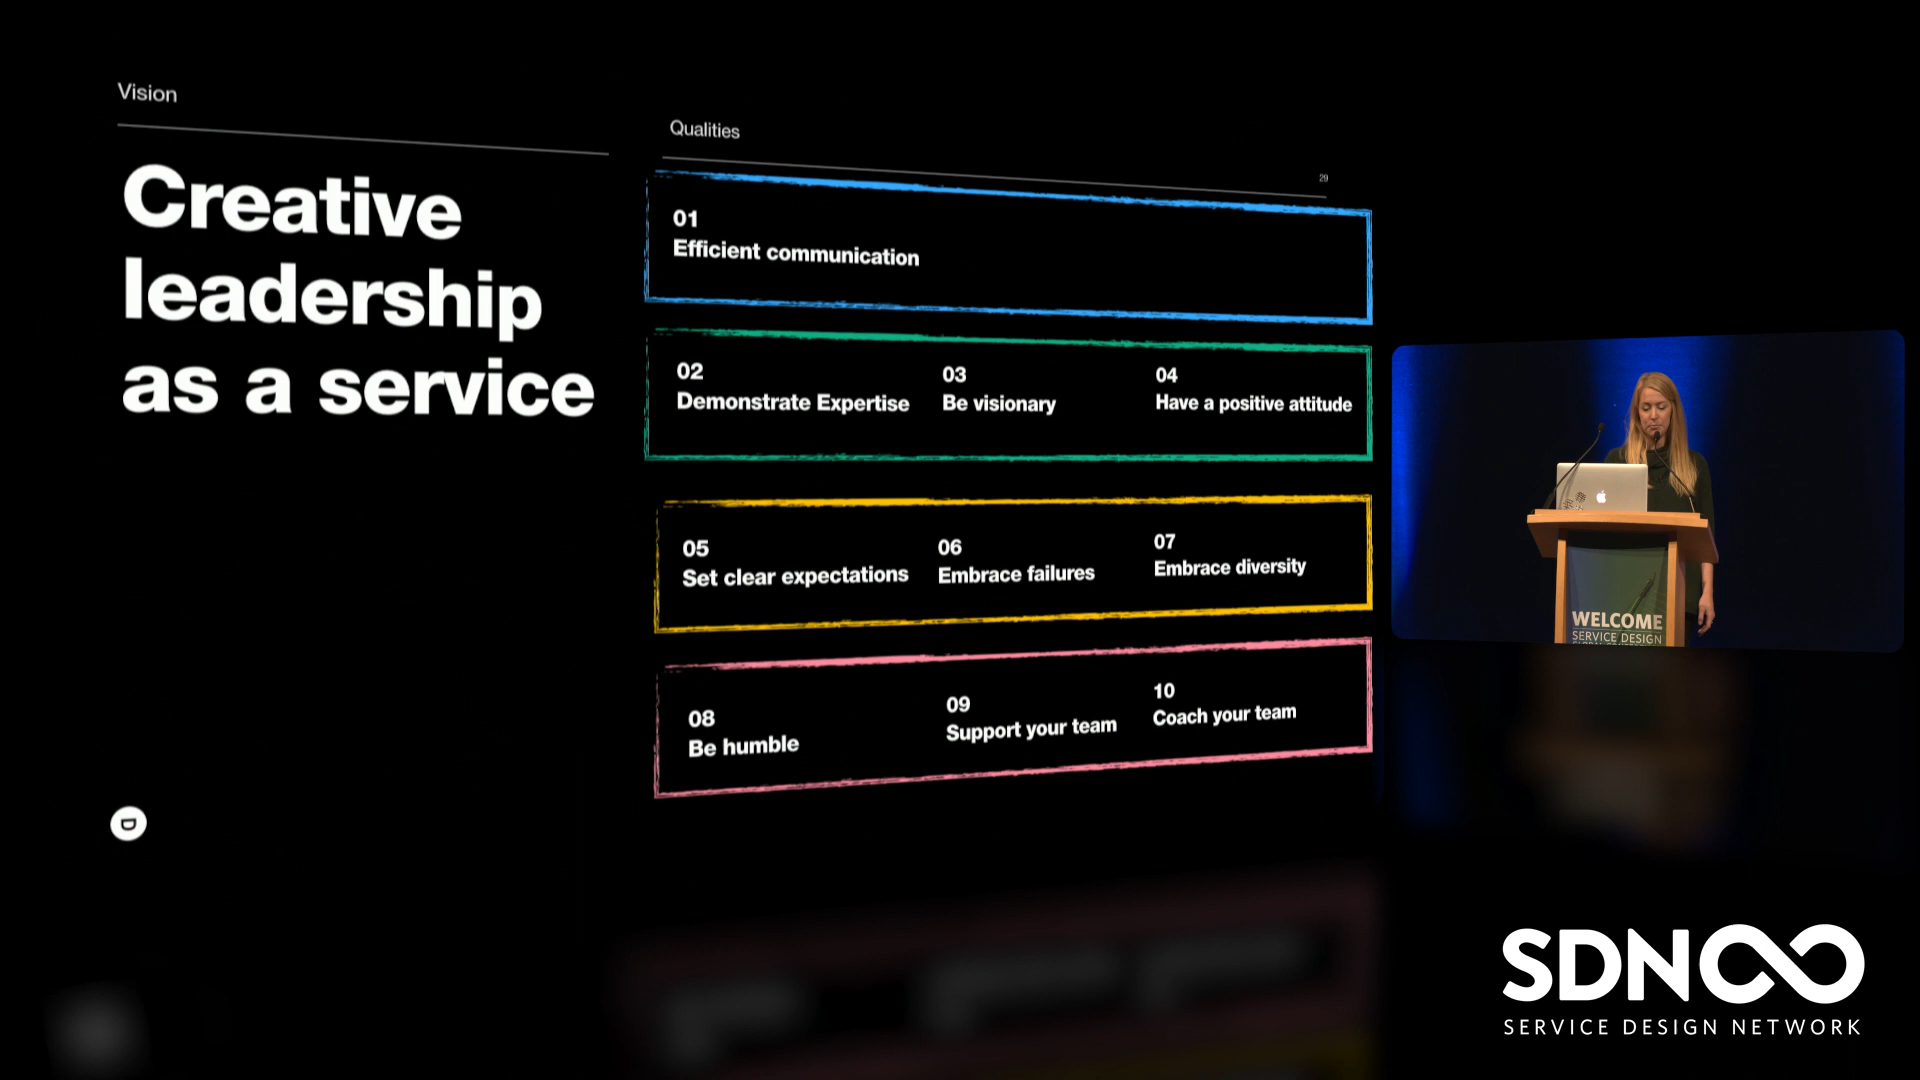 Vision
Creative
leadership
as a service
Qualities
29
01
Efficient communication
02
Demonstrate Expertise
03
Be visionary
04
Have a positive attitude
05
Set clear expectations
06
Embrace failures
07
Embrace diversity
08
Be humble
09
Support your team
10
Coach your team
D
WELCOME
SERVICE DESIGN
SDN
SERVICE DESIGN NETWORK